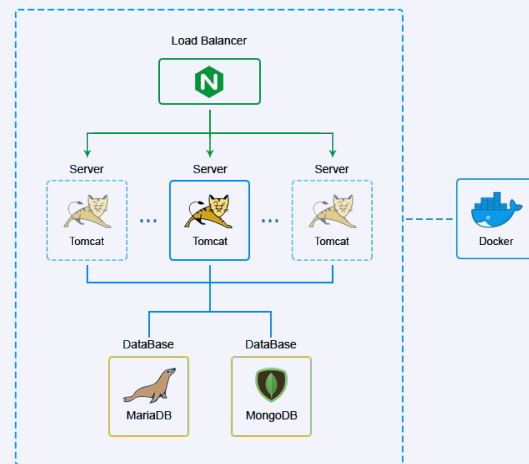 Load Balancer
N
Server Server Server
Tomcat ... Tomcat ... Tomcat
Docker
DataBase DataBase
MariaDB MongoDB